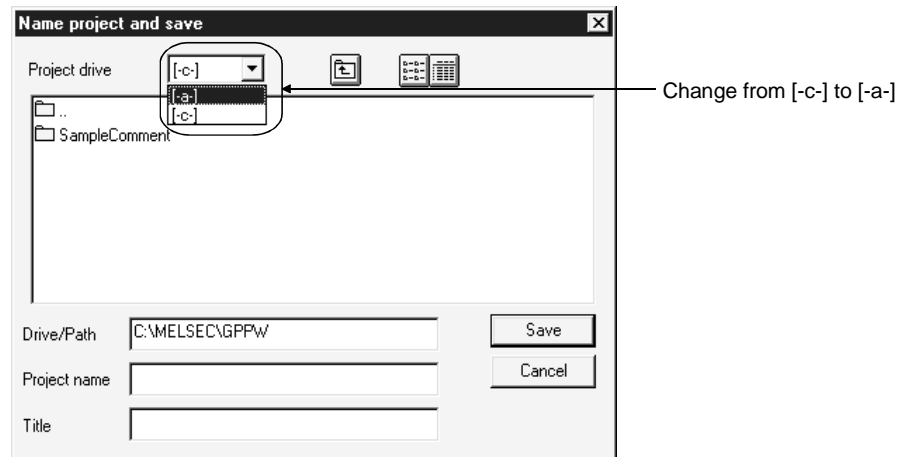 Name project and save
Project drive [-c-]
[-a-]
[-c-]
Change from [-c-] to [-a-]
..
SampleComment
Drive/Path C:\MELSEC\GPPW Save
Project name Cancel
Title